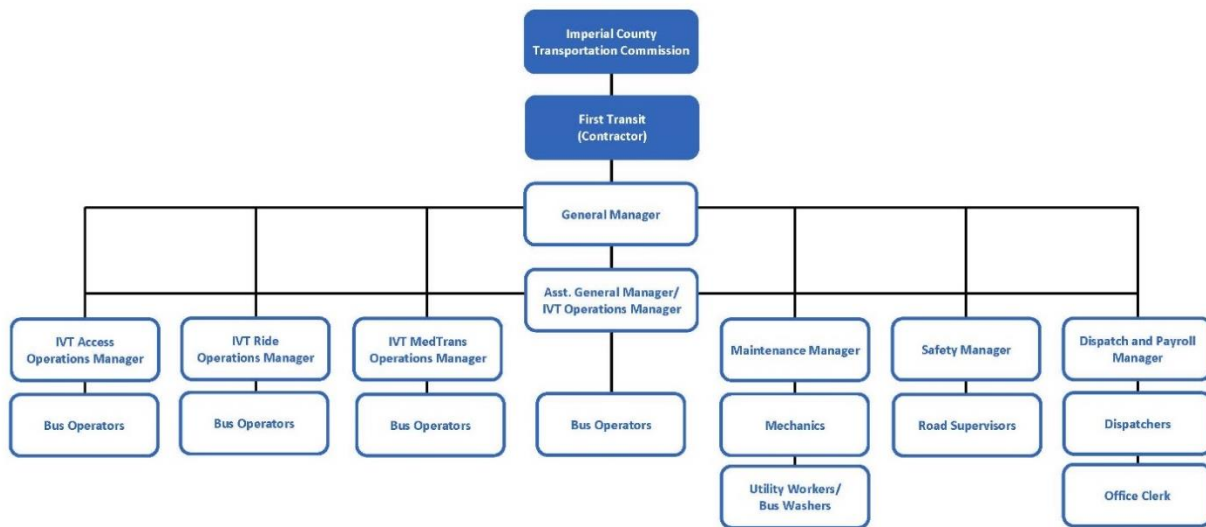 Imperial County
Transportation Commission
First Transit
(Contractor)
General Manager
Asst. General Manager/
IVT Operations Manager
IVT Access
Operations Manager
IVT Ride
Operations Manager
IVT MedTrans
Operations Manager
Maintenance Manager
Safety Manager
Dispatch and Payroll
Manager
Bus Operators
Bus Operators
Bus Operators
Bus Operators
Mechanics
Road Supervisors
Dispatchers
Utility Workers/
Bus Washers
Office Clerk